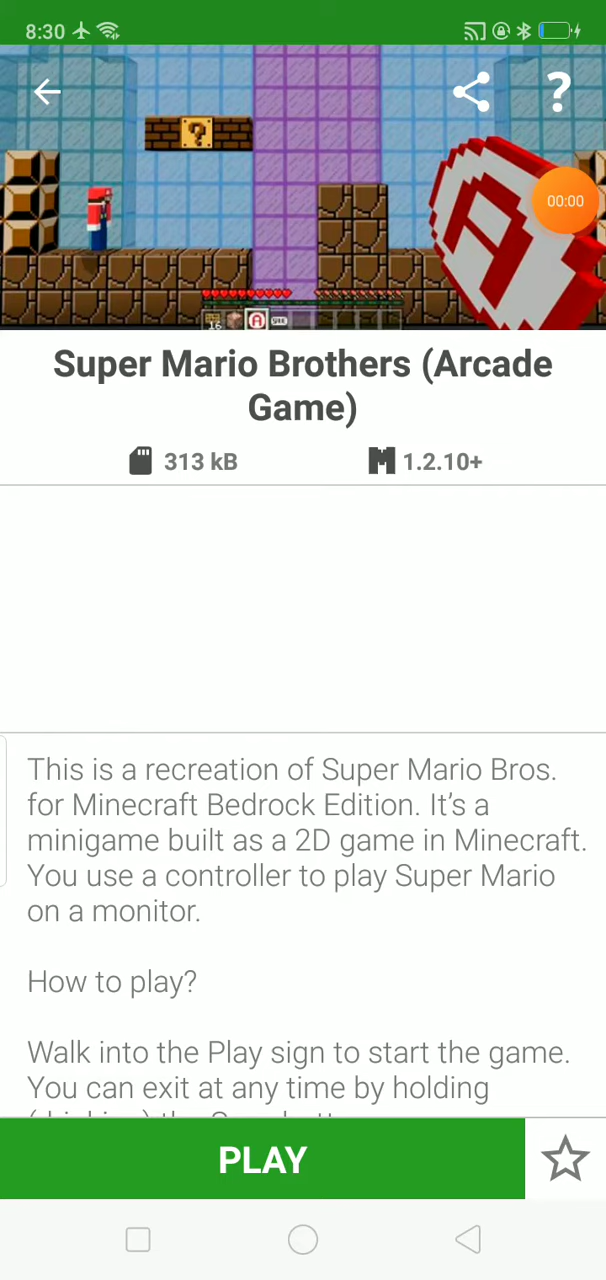 8:30
?
?
A
A
00:00
16
Super Mario Brothers (Arcade
Game)
313 kB
1.2.10+
This is a recreation of Super Mario Bros.
for Minecraft Bedrock Edition. It's a
minigame built as a 2D game in Minecraft.
You use a controller to play Super Mario
on a monitor.
How to play?
Walk into the Play sign to start the game.
You can exit at any time by holding
PLAY